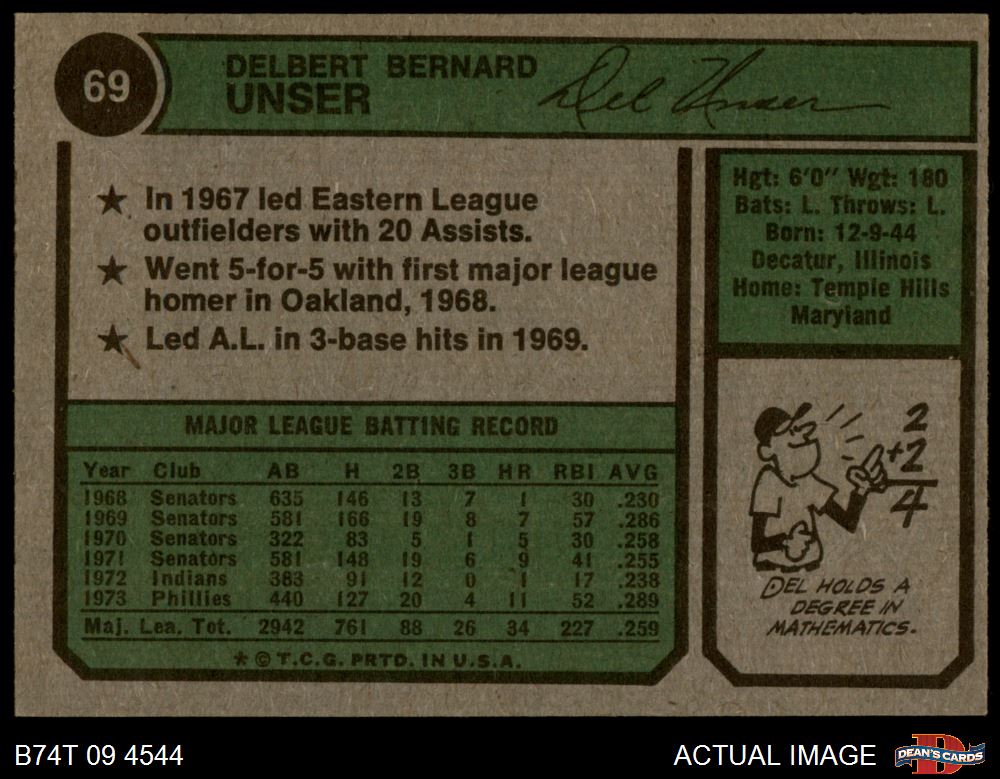 69
DELBERT BERNARD
UNSER
Del Unser
★ In 1967 led Eastern League
outfielders with 20 Assists.
★ Went 5-for-5 with first major league
homer in Oakland, 1968.
★ Led A.L. in 3-base hits in 1969.
Hgt: 6'0" Wgt: 180
Bats: L. Throws: L.
Born: 12-9-44
Decatur, Illinois
Home: Temple Hills
Maryland
MAJOR LEAGUE BATTING RECORD
Year Club AB H 2B 3B HR RBI AVG
1968 Senators 635 146 13 7 1 30 .230
1969 Senators 581 166 19 8 7 57 .286
1970 Senators 322 83 5 1 5 30 .258
1971 Senators 581 148 19 6 9 41 .255
1972 Indians 383 91 12 0 1 17 .238
1973 Phillies 440 127 20 4 11 52 .289
Maj. Lea. Tot. 2942 761 88 26 34 227 .259
* © T.C.G. PRTD. IN U.S.A.
2
+2
4
DEL HOLDS A
DEGREE IN
MATHEMATICS.
B74T 09 4544
ACTUAL IMAGE
DEAN'S CARDS